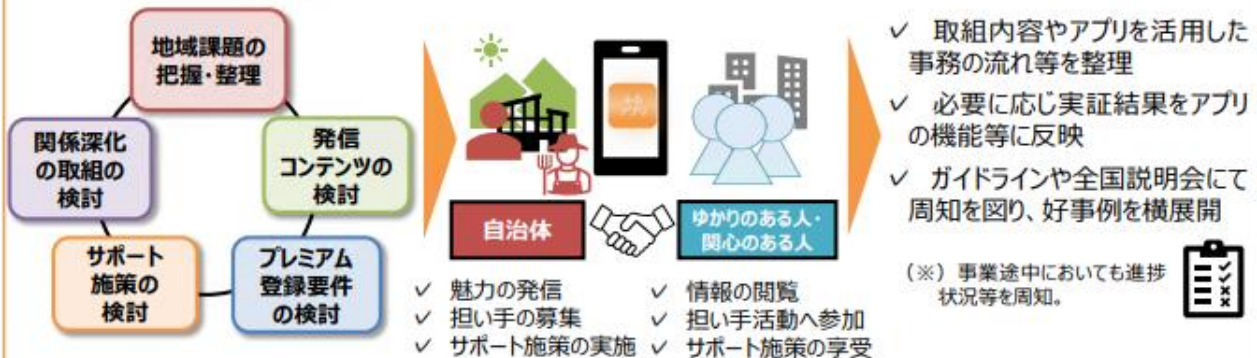 地域課題の
把握・整理
関係深化
の取組の
検討
発信
コンテンツの
検討
サポート
施策の
検討
プレミアム
登録要件
の検討
自治体
ゆかりのある人・
関心のある人
✓ 魅力の発信
✓ 担い手の募集
✓ サポート施策の実施
✓ 情報の閲覧
✓ 担い手活動へ参加
✓ サポート施策の享受
✓ 取組内容やアプリを活用した
事務の流れ等を整理
✓ 必要に応じ実証結果をアプリ
の機能等に反映
✓ ガイドラインや全国説明会にて
周知を図り、好事例を横展開
(※) 事業途中においても進捗
状況等を周知。